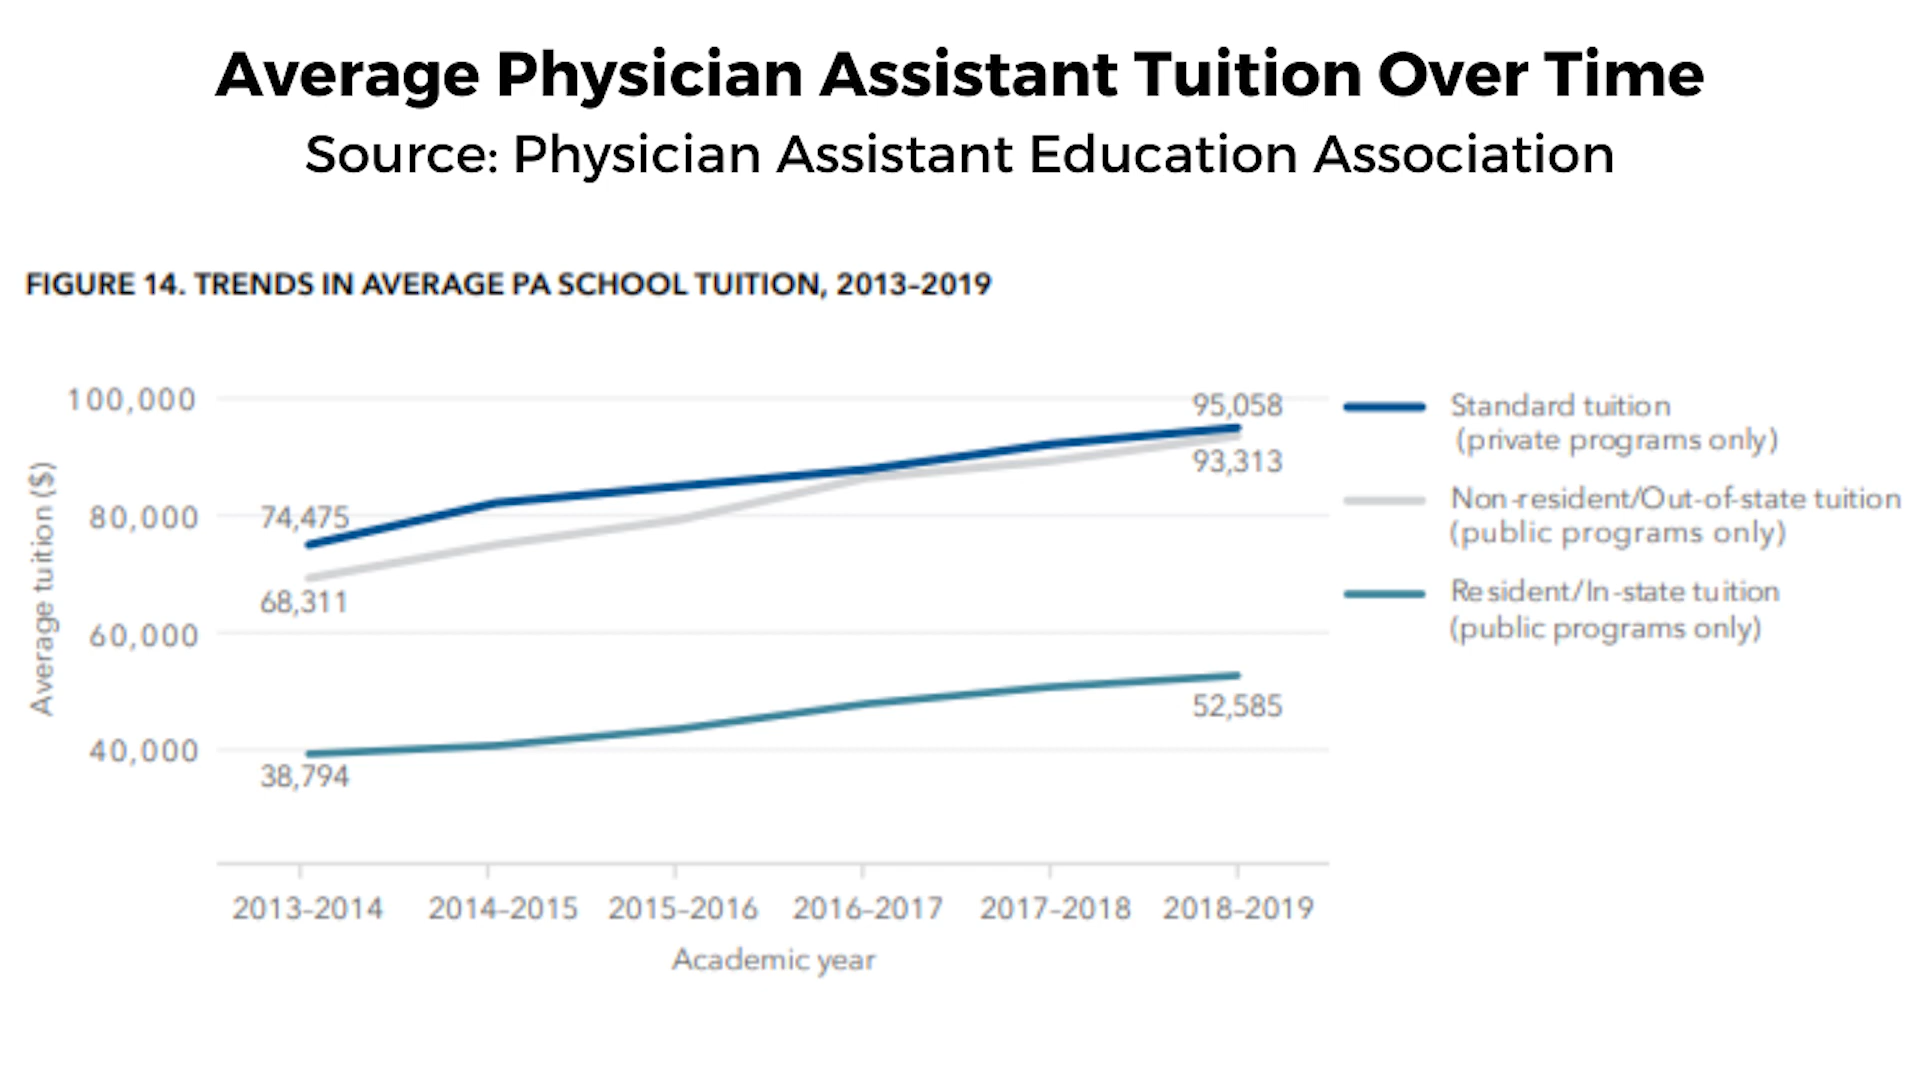 Average Physician Assistant Tuition Over Time
Source: Physician Assistant Education Association
FIGURE 14. TRENDS IN AVERAGE PA SCHOOL TUITION, 2013–2019
Average tuition ($)
100,000
80,000
60,000
40,000
74,475
68,311
38,794
95,058
93,313
52,585
Standard tuition
(private programs only)
Non-resident/Out-of-state tuition
(public programs only)
Resident/In-state tuition
(public programs only)
2013–2014 2014–2015 2015–2016 2016–2017 2017–2018 2018–2019
Academic year